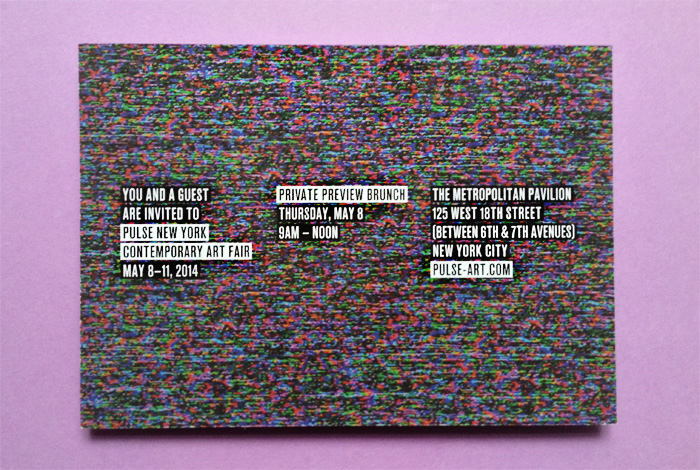 YOU AND A GUEST
ARE INVITED TO
PULSE NEW YORK
CONTEMPORARY ART FAIR
MAY 8–11, 2014
PRIVATE PREVIEW BRUNCH
THURSDAY, MAY 8
9AM – NOON
THE METROPOLITAN PAVILION
125 WEST 18TH STREET
(BETWEEN 6TH & 7TH AVENUES)
NEW YORK CITY
PULSE-ART.COM